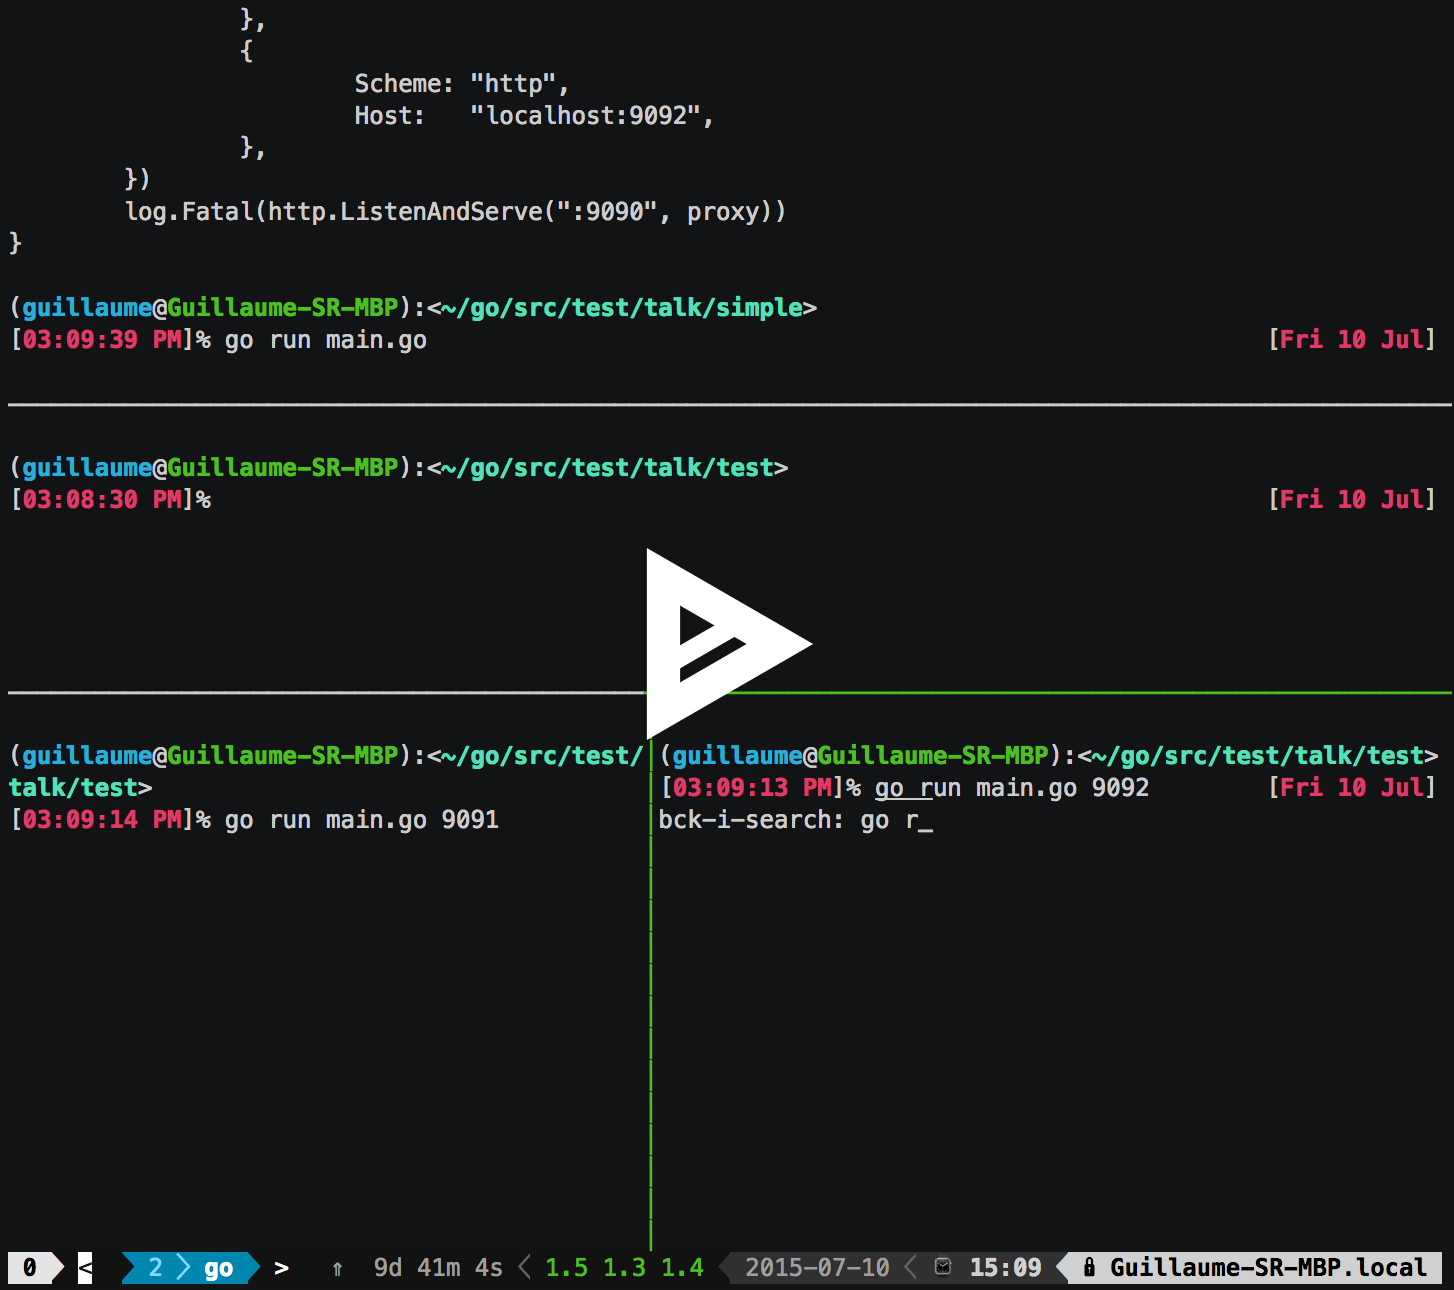 },
{
Scheme: "http",
Host:   "localhost:9092",
},
})
log.Fatal(http.ListenAndServe(":9090", proxy))
}
(guillaume@Guillaume-SR-MBP):<~/go/src/test/talk/simple>
[03:09:39 PM]% go run main.go [Fri 10 Jul]
(guillaume@Guillaume-SR-MBP):<~/go/src/test/talk/test>
[03:08:30 PM]% [Fri 10 Jul]
(guillaume@Guillaume-SR-MBP):<~/go/src/test/
talk/test>
[03:09:14 PM]% go run main.go 9091
(guillaume@Guillaume-SR-MBP):<~/go/src/test/talk/test>
[03:09:13 PM]% go run main.go 9092 [Fri 10 Jul]
bck-i-search: go r_
0 < 2 go > ⇑ 9d 41m 4s 1.5 1.3 1.4 2015-07-10 15:09 Guillaume-SR-MBP.local